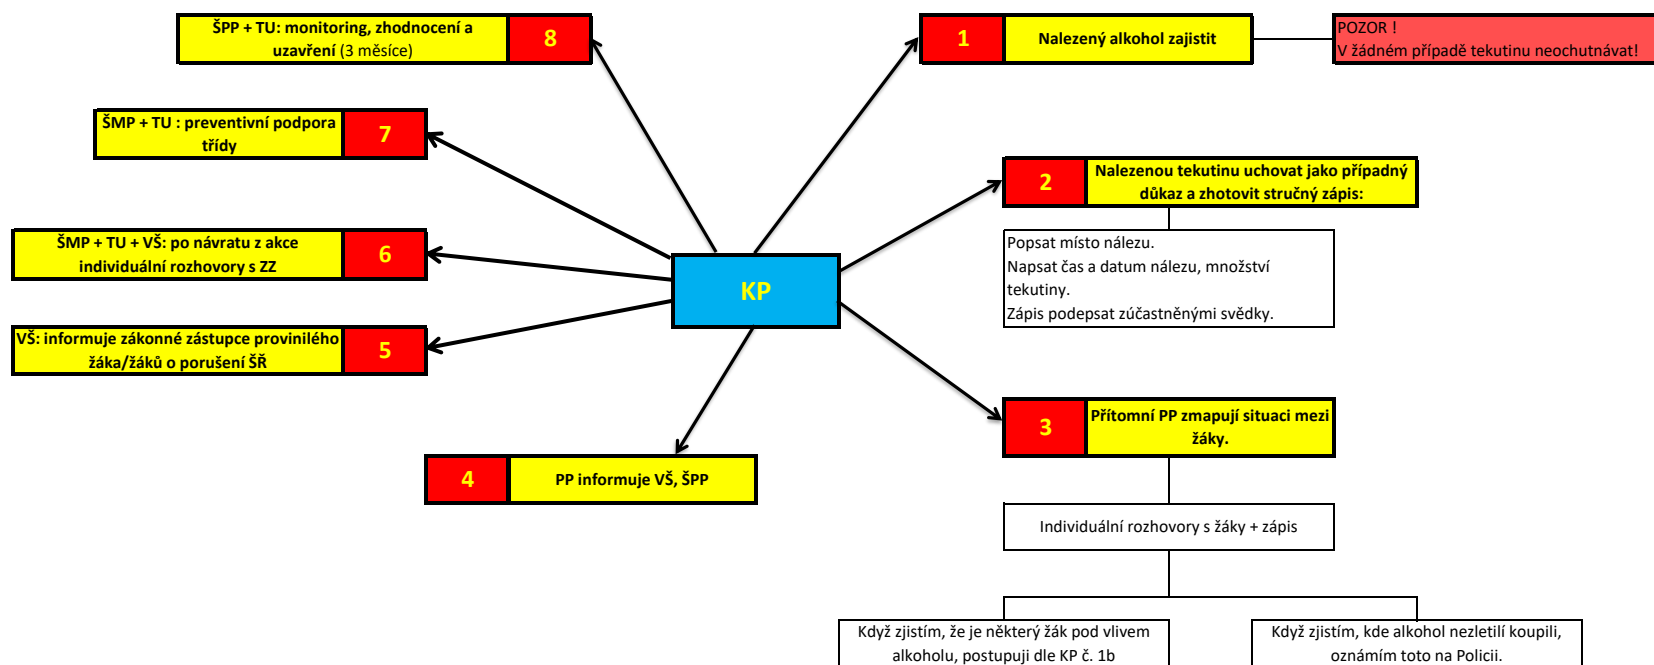 ŠPP + TU: monitoring, zhodnocení a
uzavření (3 měsíce)
8
1
Nalezený alkohol zajistit
POZOR !
V žádném případě tekutinu neochutnávat!
ŠMP + TU : preventivní podpora
třídy
7
2
Nalezenou tekutinu uchovat jako případný
důkaz a zhotovit stručný zápis:
Popsat místo nálezu.
Napsat čas a datum nálezu, množství
tekutiny.
Zápis podepsat zúčastněnými svědky.
ŠMP + TU + VŠ: po návratu z akce
individuální rozhovory s ZZ
6
KP
VŠ: informuje zákonné zástupce provinilého
žáka/žáků o porušení ŠŘ
5
3
Přítomní PP zmapují situaci mezi
žáky.
4
PP informuje VŠ, ŠPP
Individuální rozhovory s žáky + zápis
Když zjistím, že je některý žák pod vlivem
alkoholu, postupuji dle KP č. 1b
Když zjistím, kde alkohol nezletilí koupili,
oznámím toto na Policii.